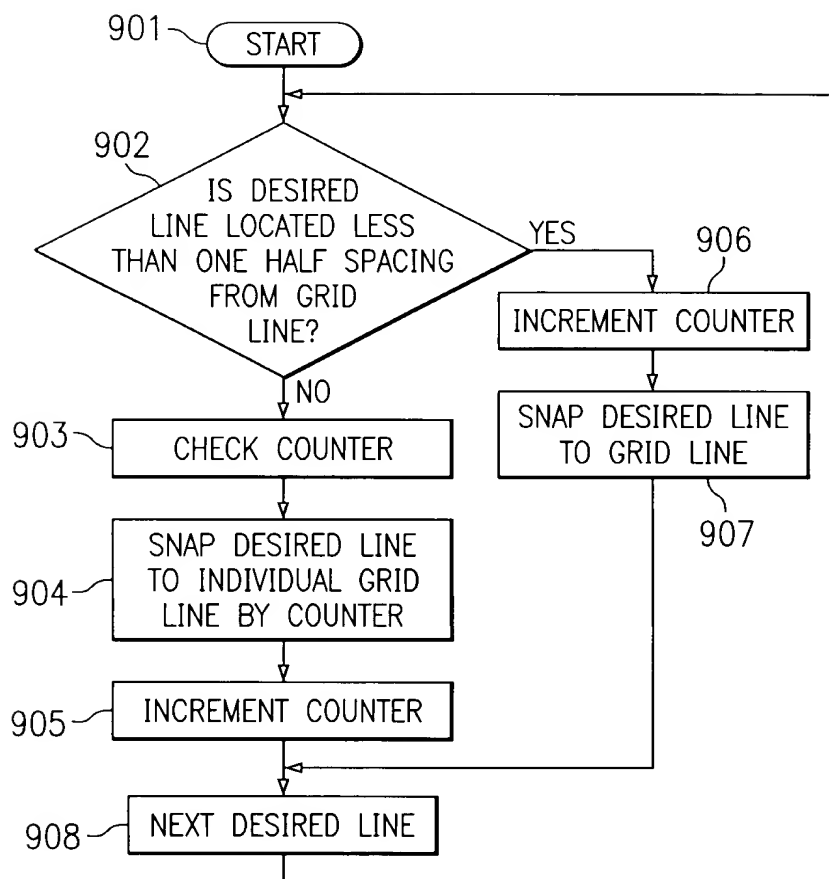 901
START
902
IS DESIRED
LINE LOCATED LESS
THAN ONE HALF SPACING
FROM GRID
LINE?
YES
NO
903
CHECK COUNTER
904
SNAP DESIRED LINE
TO INDIVIDUAL GRID
LINE BY COUNTER
905
INCREMENT COUNTER
906
INCREMENT COUNTER
SNAP DESIRED LINE
TO GRID LINE
907
908
NEXT DESIRED LINE